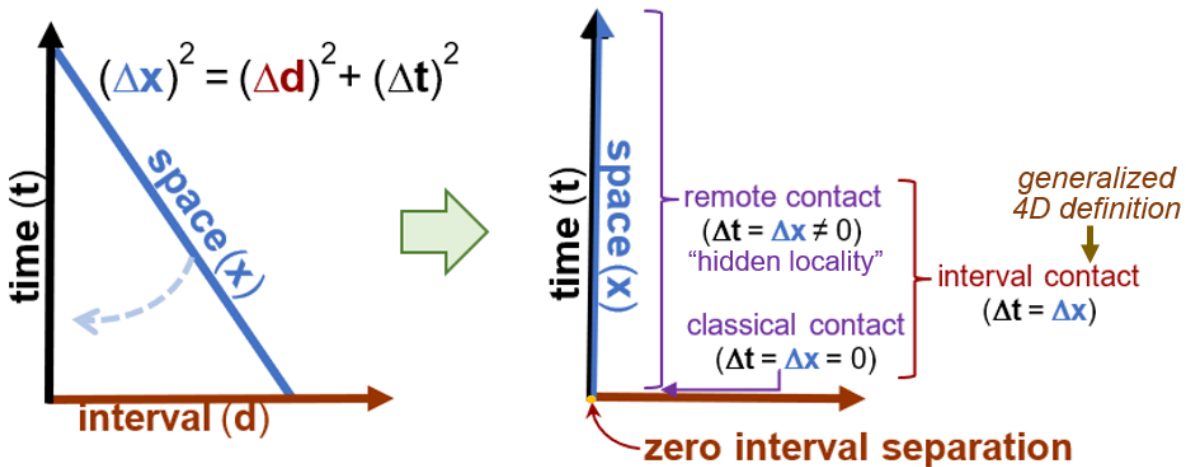 (Δx)² = (Δd)² + (Δt)²
time (t)
space(x)
interval (d)
time (t)
space(x)
remote contact
(Δt = Δx ≠ 0)
“hidden locality”
classical contact
(Δt = Δx = 0)
generalized
4D definition
interval contact
(Δt = Δx)
zero interval separation